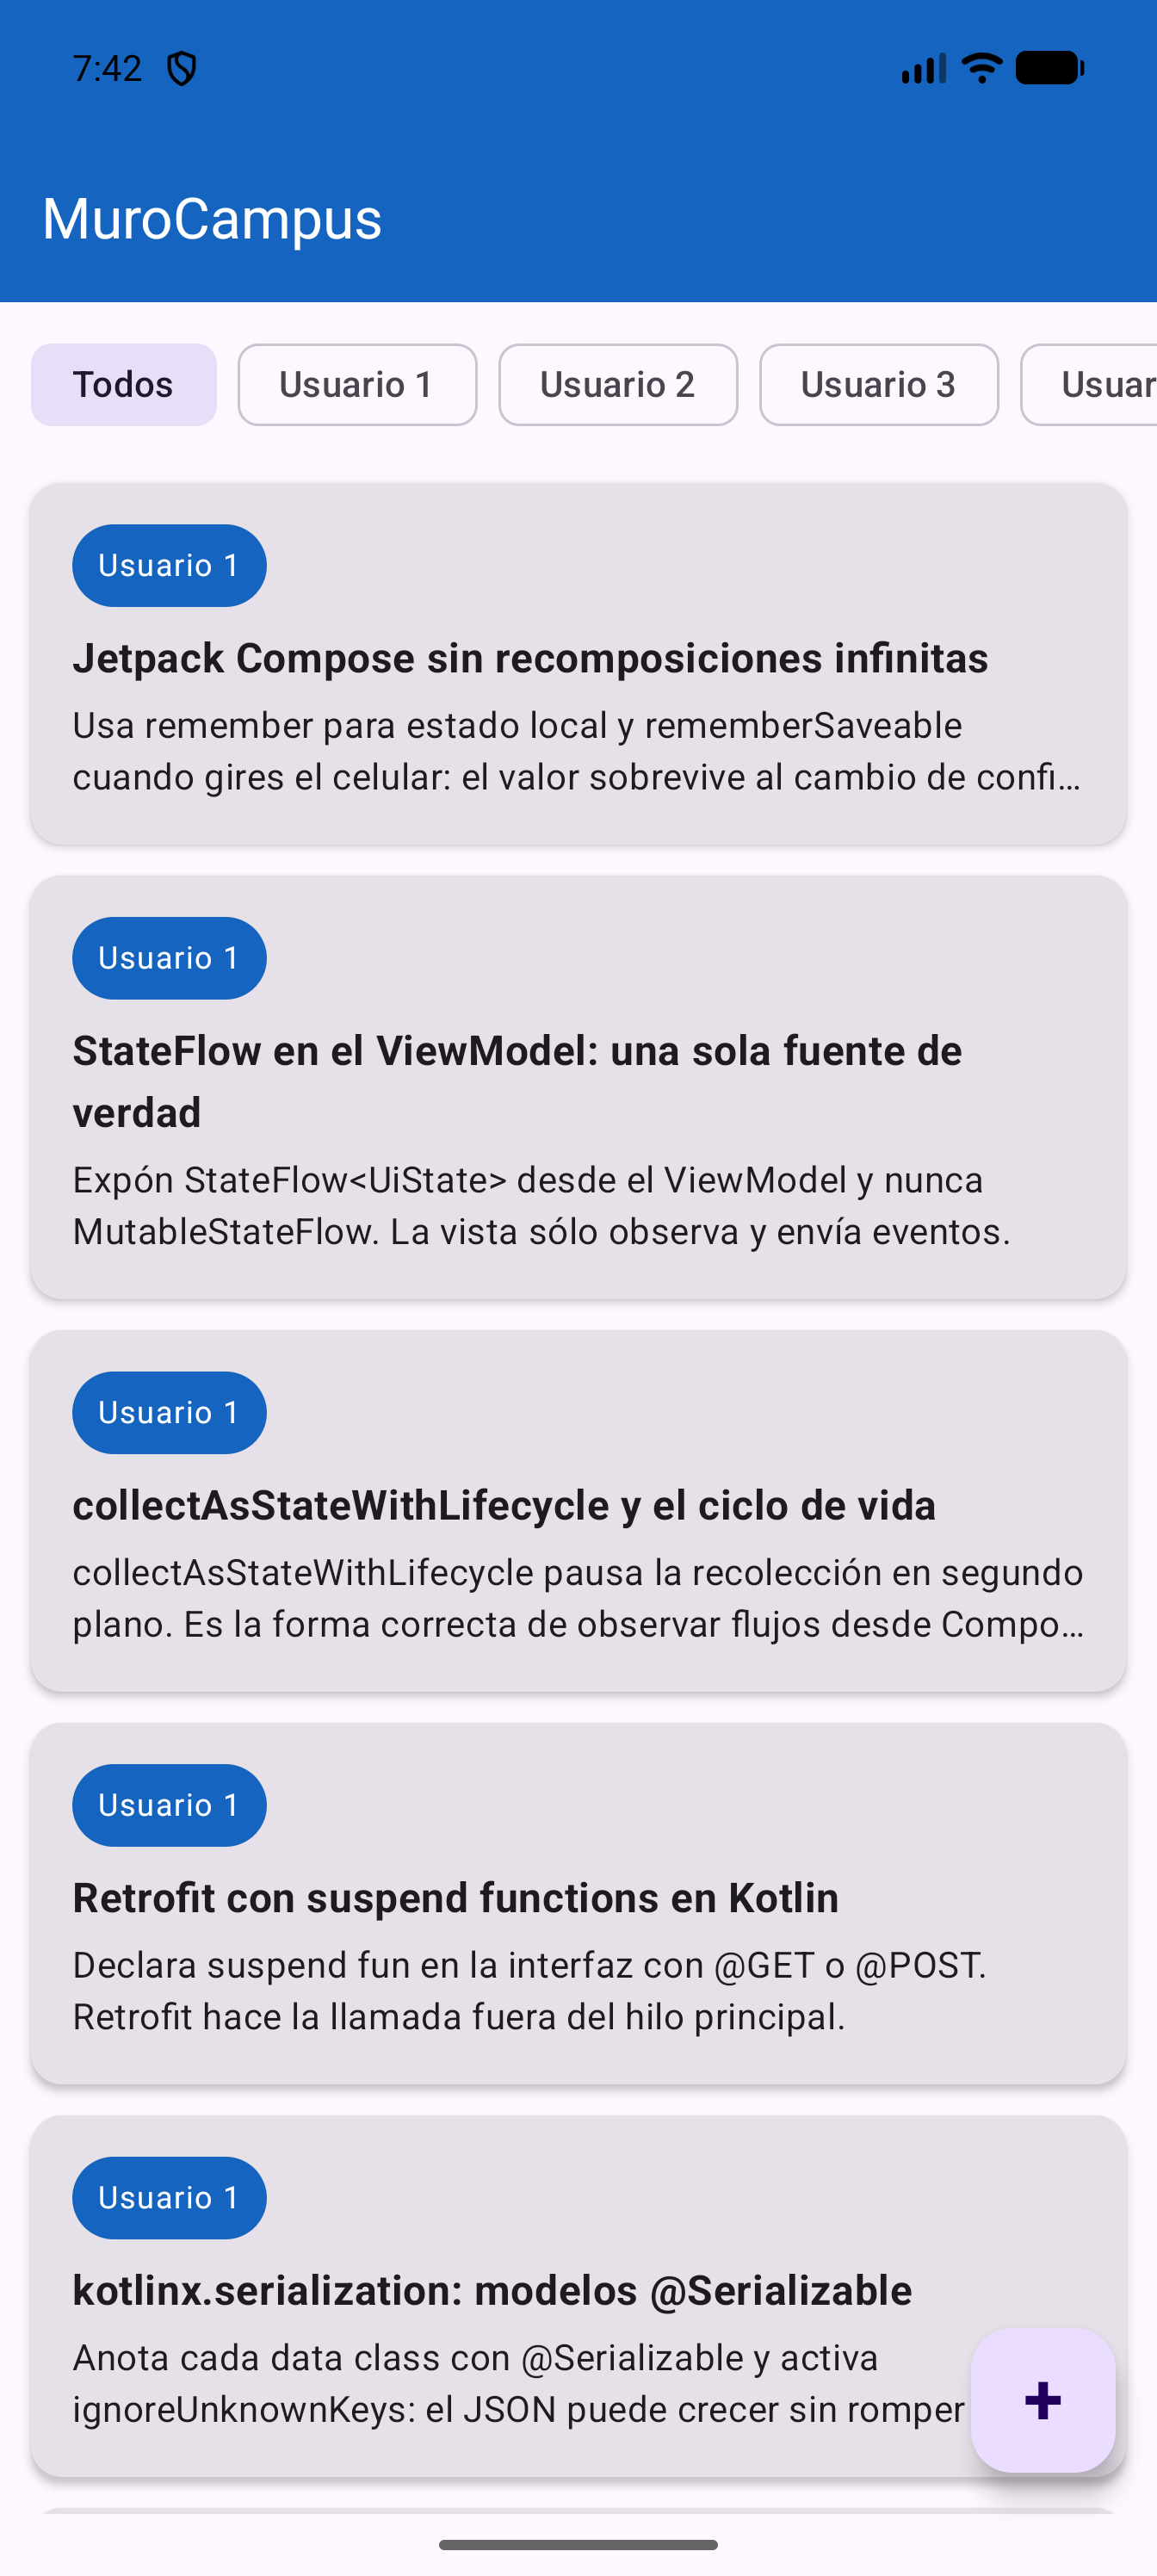 7:42
MuroCampus
Todos
Usuario 1
Usuario 2
Usuario 3
Usuar
Usuario 1
Jetpack Compose sin recomposiciones infinitas
Usa remember para estado local y rememberSaveable
cuando gires el celular: el valor sobrevive al cambio de confi…
Usuario 1
StateFlow en el ViewModel: una sola fuente de
verdad
Expón StateFlow<UiState> desde el ViewModel y nunca
MutableStateFlow. La vista sólo observa y envía eventos.
Usuario 1
collectAsStateWithLifecycle y el ciclo de vida
collectAsStateWithLifecycle pausa la recolección en segundo
plano. Es la forma correcta de observar flujos desde Compo…
Usuario 1
Retrofit con suspend functions en Kotlin
Declara suspend fun en la interfaz con @GET o @POST.
Retrofit hace la llamada fuera del hilo principal.
Usuario 1
kotlinx.serialization: modelos @Serializable
Anota cada data class con @Serializable y activa
ignoreUnknownKeys: el JSON puede crecer sin romper
+